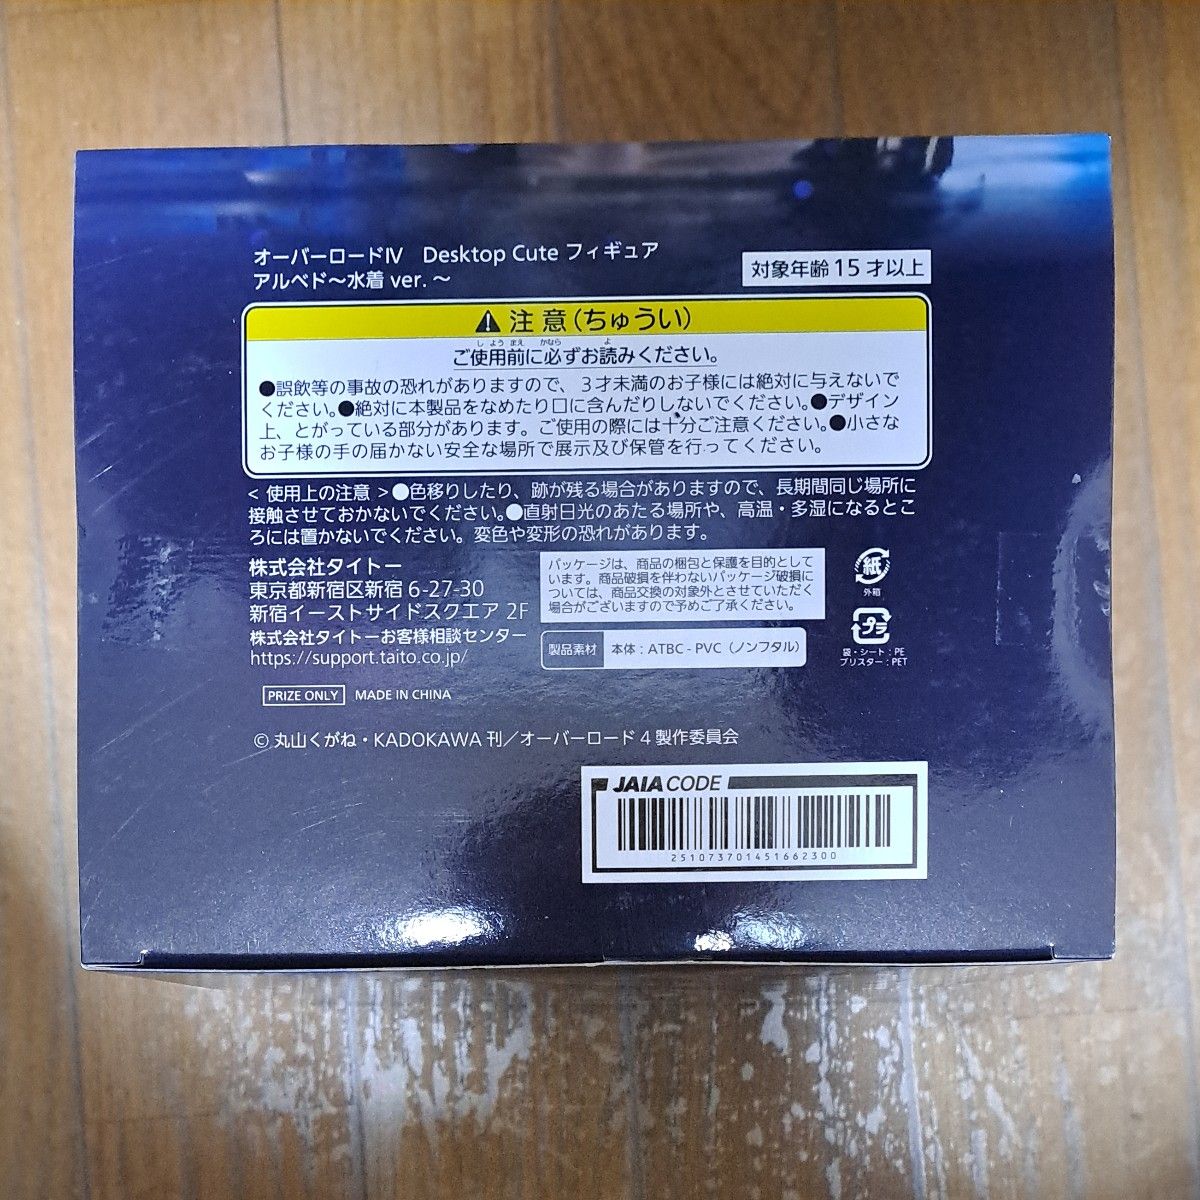 オーバーロードⅣ Desktop Cute フィギュア
アルベド～水着 ver.～
対象年齢15才以上
注意(ちゅうい)
ご使用前に必ずお読みください。
●誤飲等の事故の恐れがありますので、3才未満のお子様には絶対に与えないで
ください。●絶対に本製品をなめたり口に含んだりしないでください。●デザイン
上、とがっている部分があります。ご使用の際には十分ご注意ください。●小さな
お子様の手の届かない安全な場所で展示及び保管を行ってください。
< 使用上の注意 >●色移りしたり、跡が残る場合がありますので、長期間同じ場所に
接触させておかないでください。●直射日光のあたる場所や、高温・多湿になるとこ
ろには置かないでください。変色や変形の恐れがあります。
株式会社タイトー
東京都新宿区新宿 6-27-30
新宿イーストサイドスクエア 2F
株式会社タイトーお客様相談センター
https://support.taito.co.jp/
パッケージは、商品の梱包と保護を目的として
います。商品破損を伴わないパッケージ破損に
ついては、商品交換の対象外とさせていただく
場合がございますので予めご了承ください。
製品素材 本体：ATBC-PVC（ノンフタル）
紙
外箱
プラ
袋・シート：PE
ブリスター：PET
PRIZE ONLY MADE IN CHINA
© 丸山くがね・KADOKAWA 刊／オーバーロード4製作委員会
JAIA CODE
251073701451662300